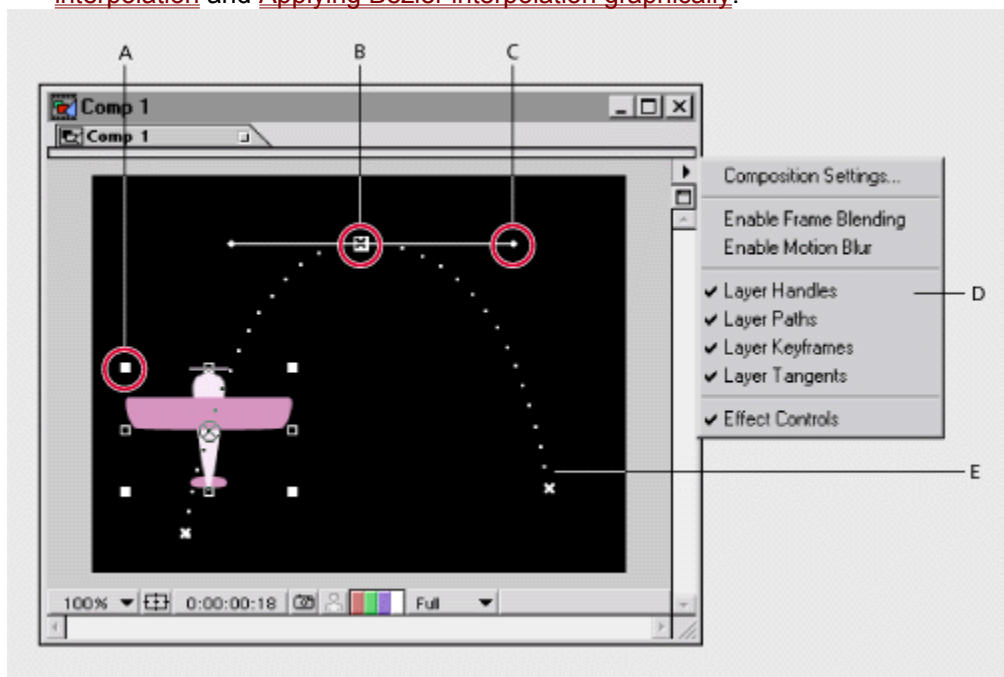 interpolation and Applying Bezier interpolation graphically.
A B C
Comp 1
Comp 1
Composition Settings...
Enable Frame Blending
Enable Motion Blur
Layer Handles
D
Layer Paths
Layer Keyframes
Layer Tangents
Effect Controls
E
100% 0:00:00:18 Full